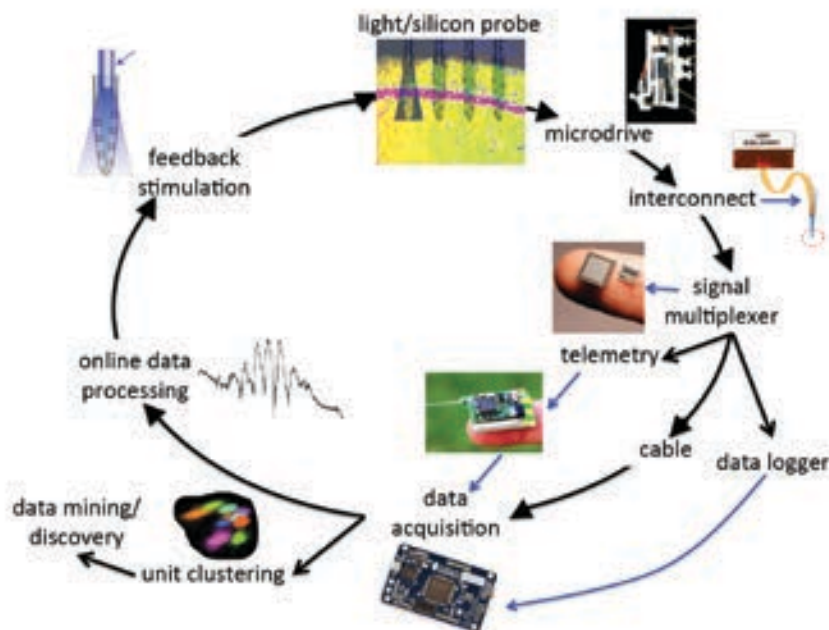 light/silicon probe
microdrive
interconnect
signal
multiplexer
telemetry
cable
data logger
data
acquisition
unit clustering
data mining/
discovery
online data
processing
feedback
stimulation